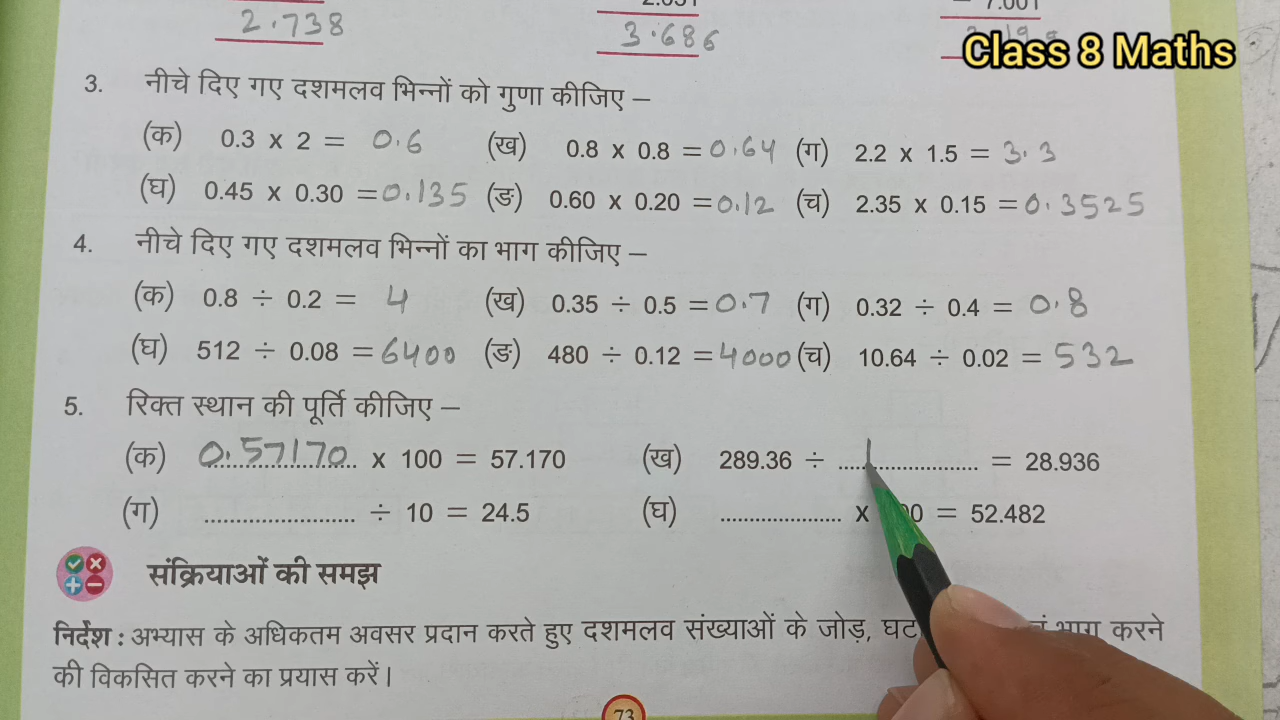 2.738 3.686
Class 8 Maths
3. नीचे दिए गए दशमलव भिन्नों को गुणा कीजिए –
(क) 0.3 x 2 = 0.6 (ख) 0.8 x 0.8 = 0.64 (ग) 2.2 x 1.5 = 3.3
(घ) 0.45 x 0.30 = 0.135 (ङ) 0.60 x 0.20 = 0.12 (च) 2.35 x 0.15 = 0.3525
4. नीचे दिए गए दशमलव भिन्नों का भाग कीजिए –
(क) 0.8 ÷ 0.2 = 4 (ख) 0.35 ÷ 0.5 = 0.7 (ग) 0.32 ÷ 0.4 = 0.8
(घ) 512 ÷ 0.08 = 6400 (ङ) 480 ÷ 0.12 = 4000 (च) 10.64 ÷ 0.02 = 532
5. रिक्त स्थान की पूर्ति कीजिए –
(क) 0.57170 x 100 = 57.170 (ख) 289.36 ÷ 1 = 28.936
(ग) .................... ÷ 10 = 24.5 (घ) .................... x = 52.482
संक्रियाओं की समझ
निर्देश : अभ्यास के अधिकतम अवसर प्रदान करते हुए दशमलव संख्याओं के जोड़, भाग करने
की विकसित करने का प्रयास करें।
73